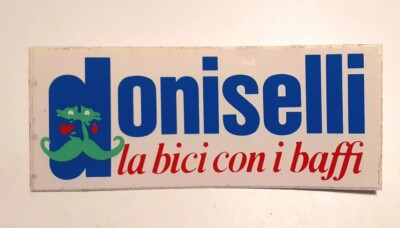 doniselli
la bici con i baffi